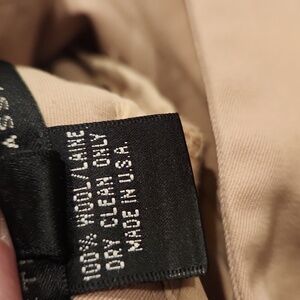 100% WOOL/LAINE
DRY CLEAN ONLY
MADE IN U.S.A.